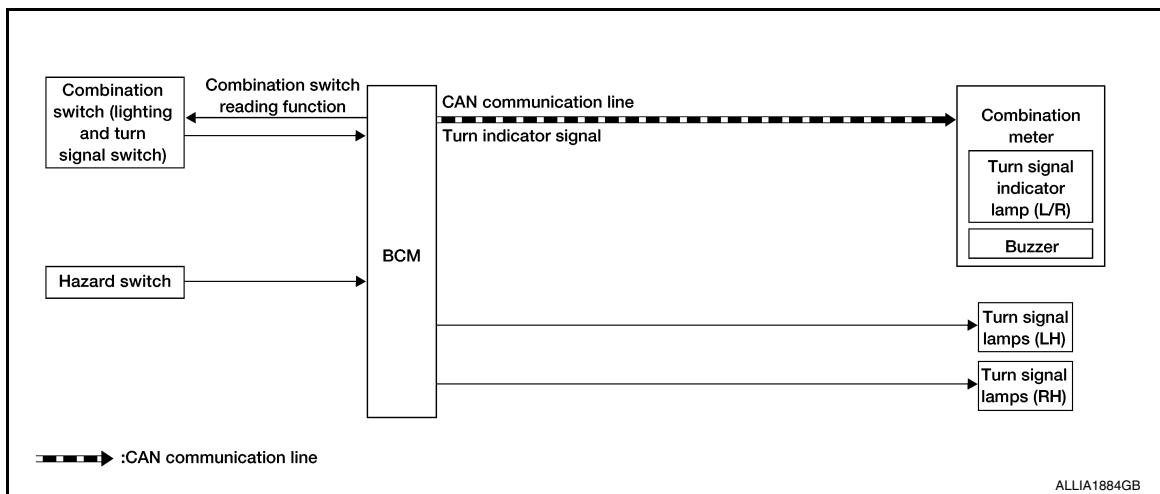 Combination
switch (lighting
and turn
signal switch)
Combination switch
reading function
CAN communication line
Turn indicator signal
Combination
meter
Turn signal
indicator
lamp (L/R)
Buzzer
BCM
Hazard switch
Turn signal
lamps (LH)
Turn signal
lamps (RH)
:CAN communication line
ALLIA1884GB